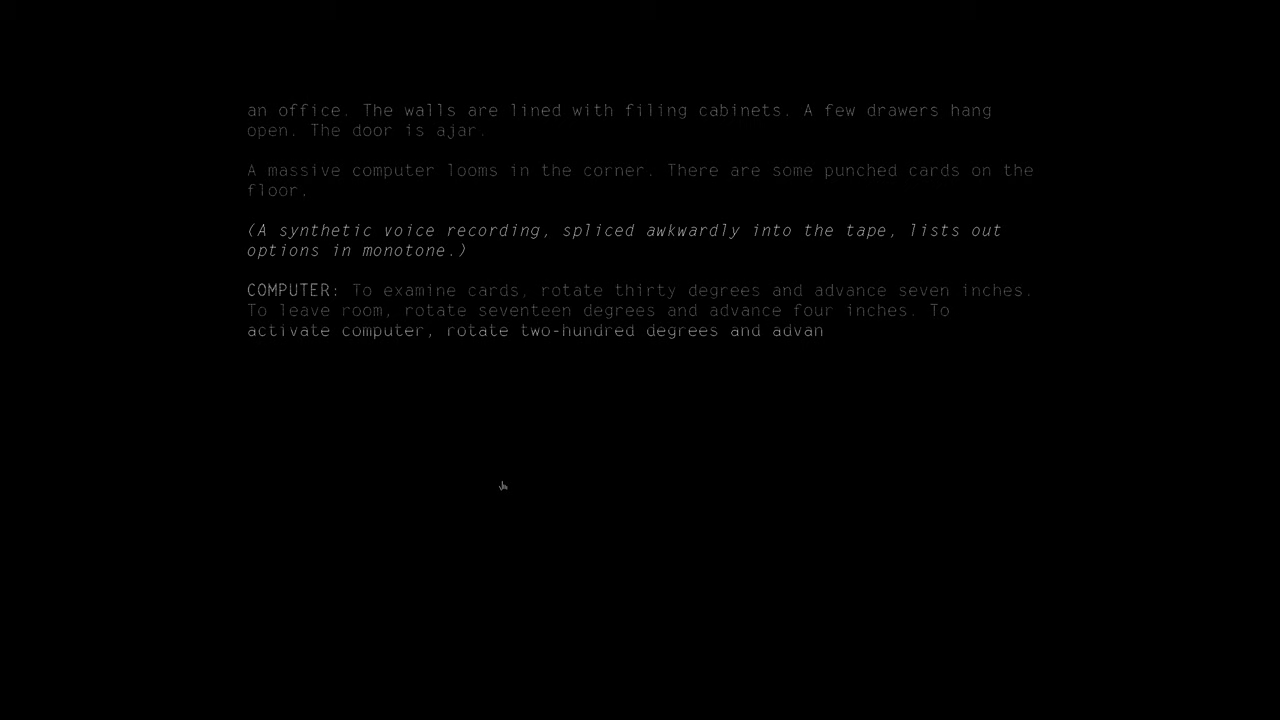 an office. The walls are lined with filing cabinets. A few drawers hang
open. The door is ajar.
A massive computer looms in the corner. There are some punched cards on the
floor.
(A synthetic voice recording, spliced awkwardly into the tape, lists out
options in monotone.)
COMPUTER: To examine cards, rotate thirty degrees and advance seven inches.
To leave room, rotate seventeen degrees and advance four inches. To
activate computer, rotate two-hundred degrees and advan